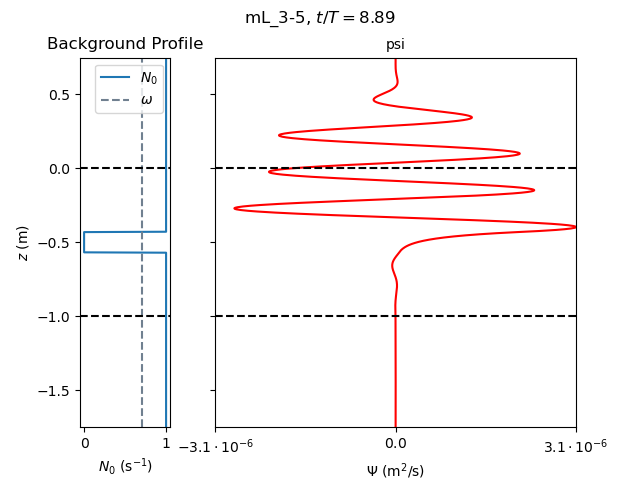 mL_3-5, t/T = 8.89
Background Profile
psi
N₀
ω
0.5
0.0
−0.5
−1.0
−1.5
z (m)
0
1
N₀ (s⁻¹)
−3.1 · 10⁻⁶
0.0
3.1 · 10⁻⁶
Ψ (m²/s)